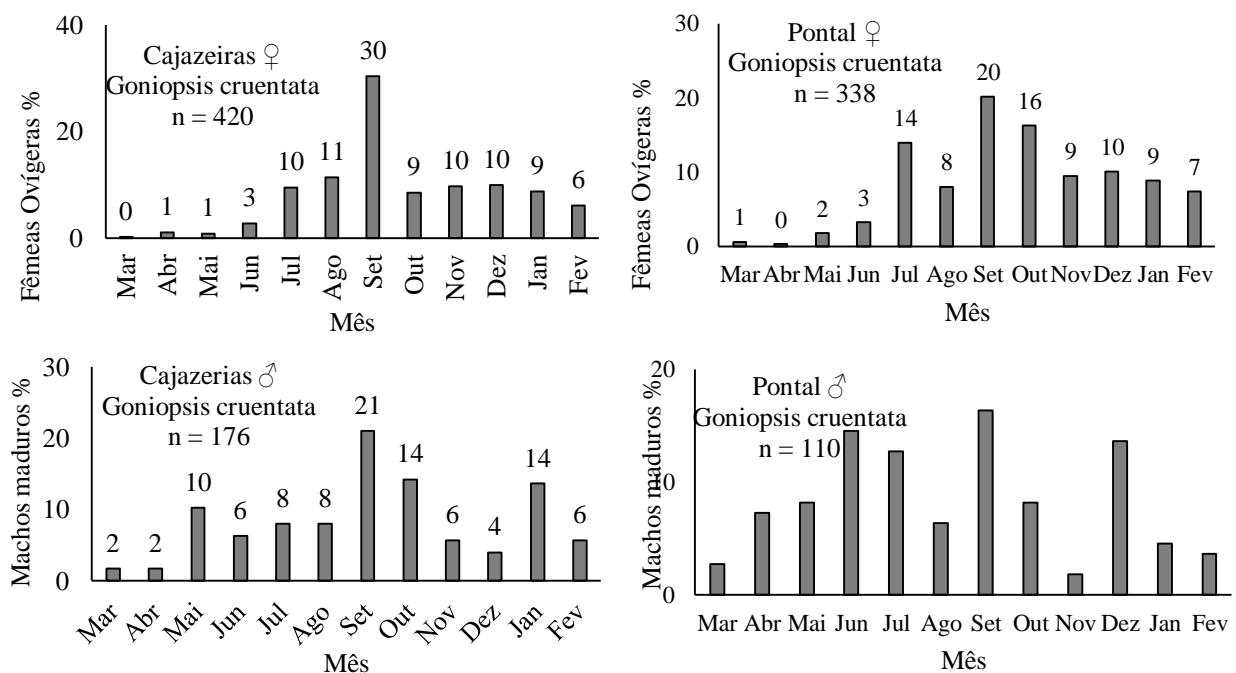 Cajazeiras ♀
Goniopsis cruentata
n = 420
Fêmeas Ovígeras %
40
20
0
0 1 1 3 10 11 30 9 10 10 9 6
Mar Abr Mai Jun Jul Ago Set Out Nov Dez Jan Fev
Mês
Pontal ♀
Goniopsis cruentata
n = 338
Fêmeas Ovígeras %
30
20
10
0
1 0 2 3 14 8 20 16 9 10 9 7
Mar Abr Mai Jun Jul Ago Set Out Nov Dez Jan Fev
Mês
Cajazerias ♂
Goniopsis cruentata
n = 176
Machos maduros %
30
20
10
0
2 2 10 6 8 8 21 14 6 4 14 6
Mar Abr Mai Jun Jul Ago Set Out Nov Dez Jan Fev
Mês
Pontal ♂
Goniopsis cruentata
n = 110
Machos maduros %
20
10
0
Mar Abr Mai Jun Jul Ago Set Out Nov Dez Jan Fev
Mês